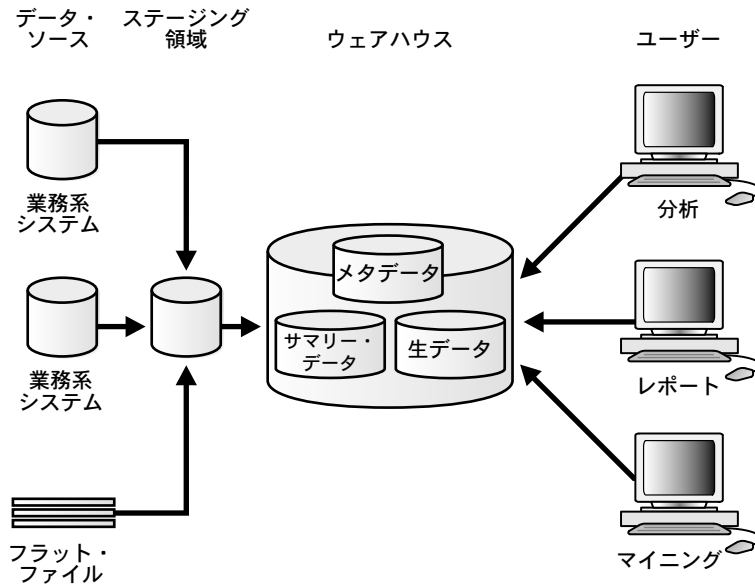 データ・
ソース
ステージング
領域
ウェアハウス
ユーザー
業務系
システム
分析
メタデータ
サマリー・
データ
生データ
業務系
システム
レポート
フラット・
ファイル
マイニング